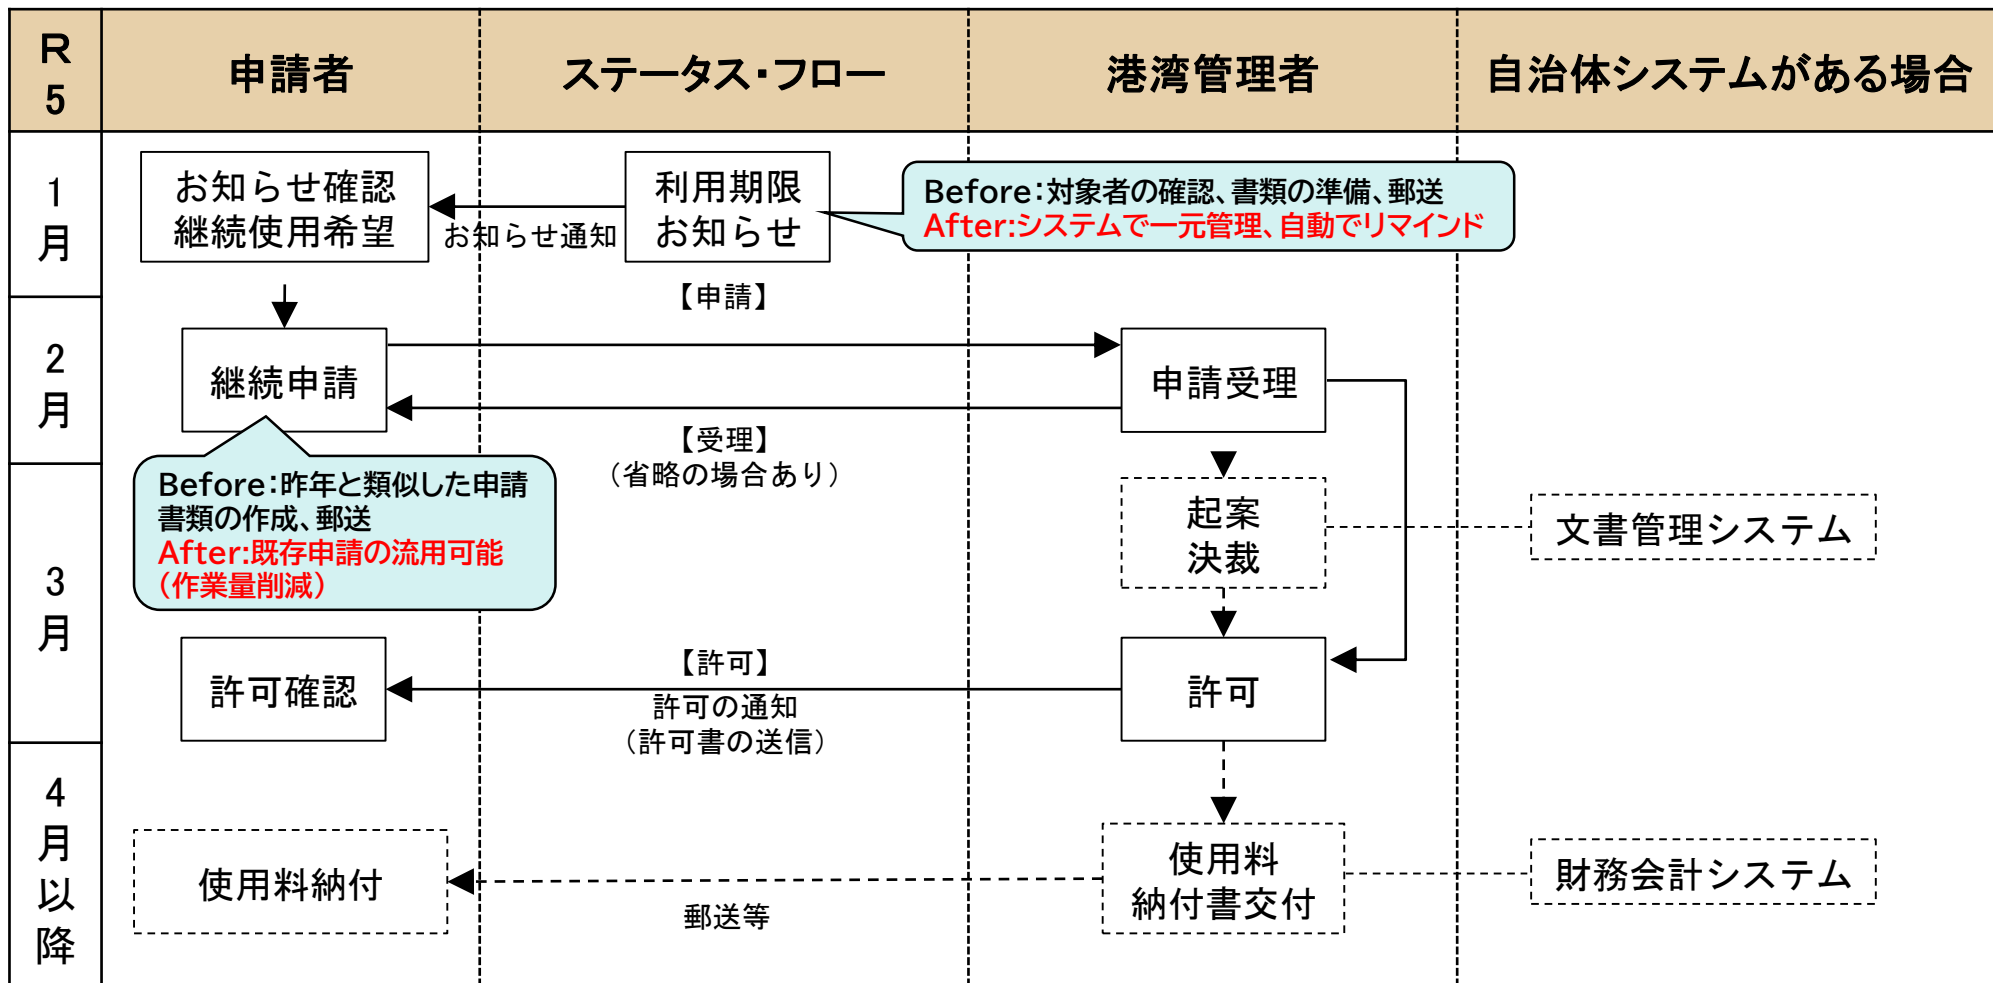 R
5
申請者
ステータス・フロー
港湾管理者
自治体システムがある場合
1
月
お知らせ確認
継続使用希望
お知らせ通知
利用期限
お知らせ
Before：対象者の確認、書類の準備、郵送
After:システムで一元管理、自動でリマインド
【申請】
2
月
継続申請
申請受理
【受理】
（省略の場合あり）
Before：昨年と類似した申請
書類の作成、郵送
After:既存申請の流用可能
（作業量削減）
3
月
起案
決裁
文書管理システム
許可確認
【許可】
許可の通知
（許可書の送信）
許可
4
月
以
降
使用料納付
郵送等
使用料
納付書交付
財務会計システム